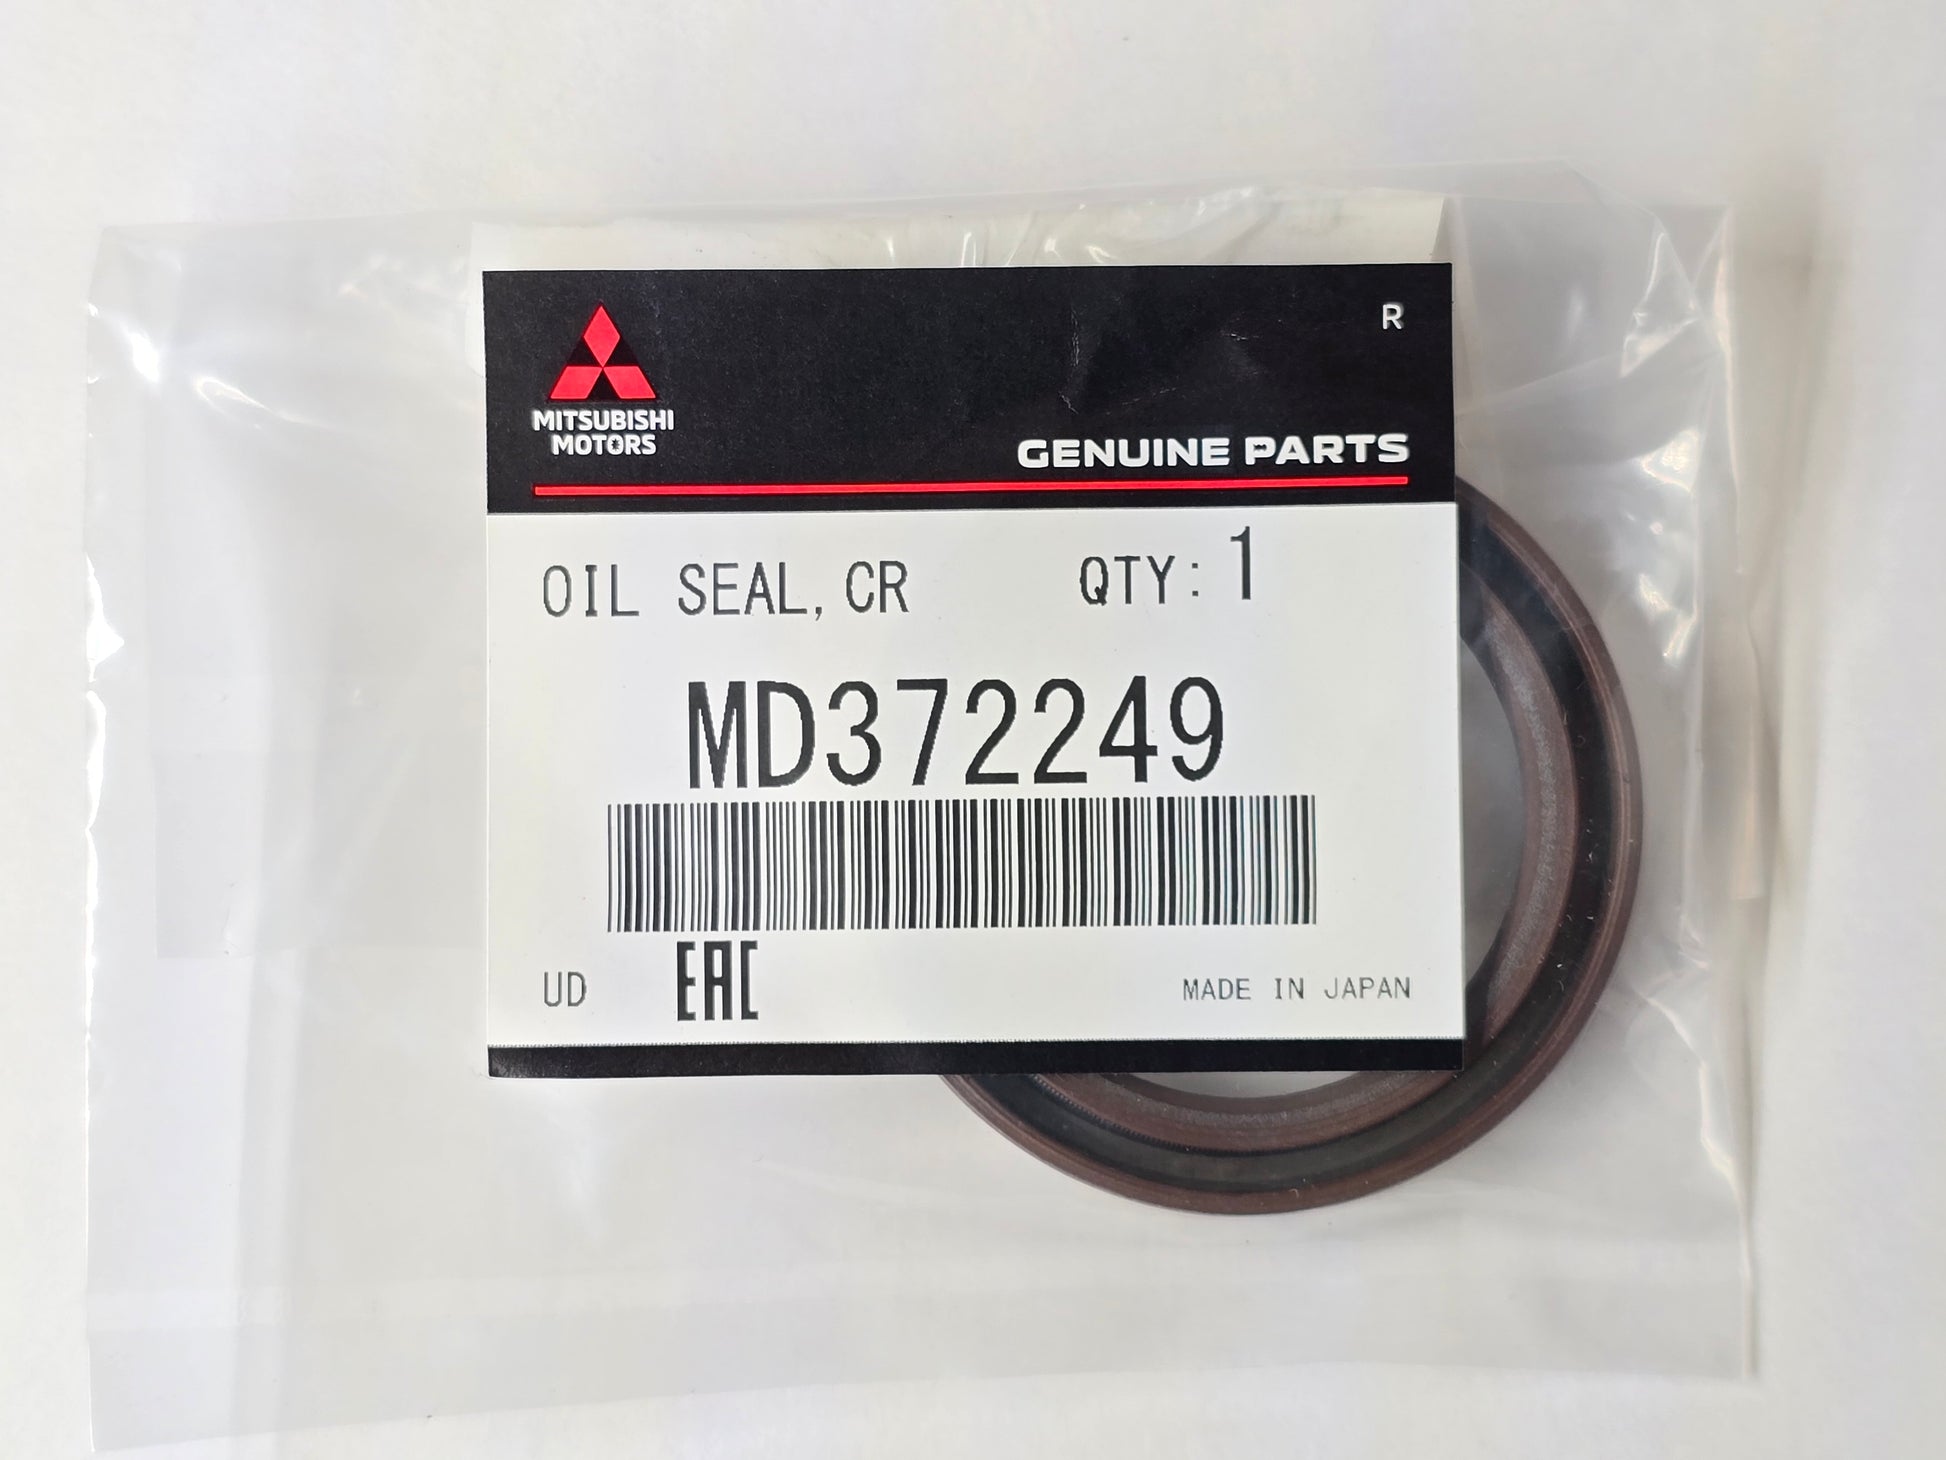 R
MITSUBISHI
MOTORS
GENUINE PARTS
OIL SEAL,CR QTY: 1
MD372249
UD EAC MADE IN JAPAN